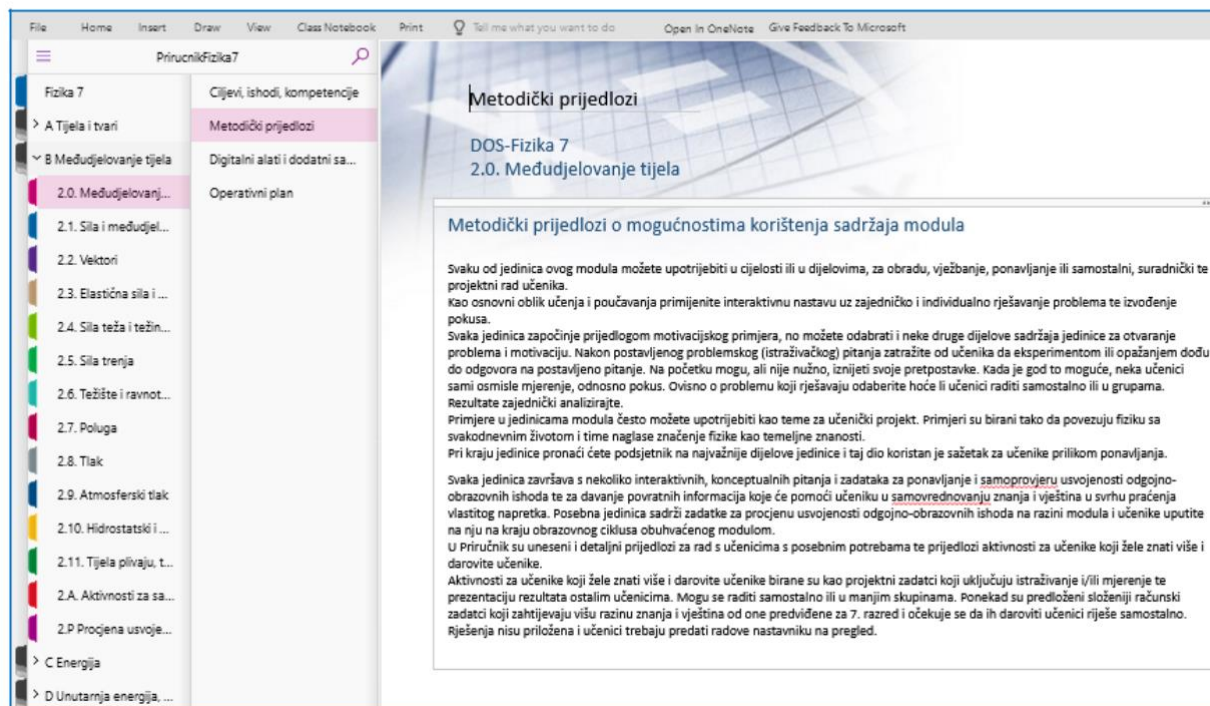 File Home Insert Draw View Class Notebook Print Tell me what you want to do Open In OneNote Give Feedback To Microsoft
PrirucnikFizika7
Fizika 7
A Tijela i tvari
B Međudjelovanje tijela
2.0. Međudjelovanj...
2.1. Sila i međudjel...
2.2. Vektori
2.3. Elastična sila i ...
2.4. Sila teža i težin...
2.5. Sila trenja
2.6. Težište i ravnot...
2.7. Poluga
2.8. Tlak
2.9. Atmosferski tlak
2.10. Hidrostatski i ...
2.11. Tijela plivaju, t...
2.A. Aktivnosti za sa...
2.P Procjena usvoje...
C Energija
D Unutarnja energija, ...
Ciljevi, ishodi, kompetencije
Metodički prijedlozi
Digitalni alati i dodatni sa...
Operativni plan
Metodički prijedlozi
DOS-Fizika 7
2.0. Međudjelovanje tijela
Metodički prijedlozi o mogućnostima korištenja sadržaja modula
Svaku od jedinica ovog modula možete upotrijebiti u cijelosti ili u dijelovima, za obradu, vježbanje, ponavljanje ili samostalni, suradnički te
projektni rad učenika.
Kao osnovni oblik učenja i poučavanja primijenite interaktivnu nastavu uz zajedničko i individualno rješavanje problema te izvođenje
pokusa.
Svaka jedinica započinje prijedlogom motivacijskog primjera, no možete odabrati i neke druge dijelove sadržaja jedinice za otvaranje
problema i motivaciju. Nakon postavljenog problemskog (istraživačkog) pitanja zatražite od učenika da eksperimentom ili opažanjem dođu
do odgovora na postavljeno pitanje. Na početku mogu, ali nije nužno, iznijeti svoje pretpostavke. Kada je god to moguće, neka učenici
sami osmisle mjerenje, odnosno pokus. Ovisno o problemu koji rješavaju odaberite hoće li učenici raditi samostalno ili u grupama.
Rezultate zajednički analizirajte.
Primjere u jedinicama modula često možete upotrijebiti kao teme za učenički projekt. Primjeri su birani tako da povezuju fiziku sa
svakodnevnim životom i time naglase značenje fizike kao temeljne znanosti.
Pri kraju jedinice pronaći ćete podsjetnik na najvažnije dijelove jedinice i taj dio koristan je sažetak za učenike prilikom ponavljanja.
Svaka jedinica završava s nekoliko interaktivnih, konceptualnih pitanja i zadataka za ponavljanje i samoprovjeru usvojenosti odgojno-
obrazovnih ishoda te za davanje povratnih informacija koje će pomoći učeniku u samovrednovanju znanja i vještina u svrhu praćenja
vlastitog napretka. Posebna jedinica sadrži zadatke za procjenu usvojenosti odgojno-obrazovnih ishoda na razini modula i učenike uputite
na nju na kraju obrazovnog ciklusa obuhvaćenog modulom.
U Priručnik su uneseni i detaljni prijedlozi za rad s učenicima s posebnim potrebama te prijedlozi aktivnosti za učenike koji žele znati više i
darovite učenike.
Aktivnosti za učenike koji žele znati više i darovite učenike birane su kao projektni zadatci koji uključuju istraživanje i/ili mjerenje te
prezentaciju rezultata ostalim učenicima. Mogu se raditi samostalno ili u manjim skupinama. Ponekad su predloženi složeniji računski
zadatci koji zahtijevaju višu razinu znanja i vještina od one predviđene za 7. razred i očekuje se da ih daroviti učenici riješe samostalno.
Rješenja nisu priložena i učenici trebaju predati radove nastavniku na pregled.